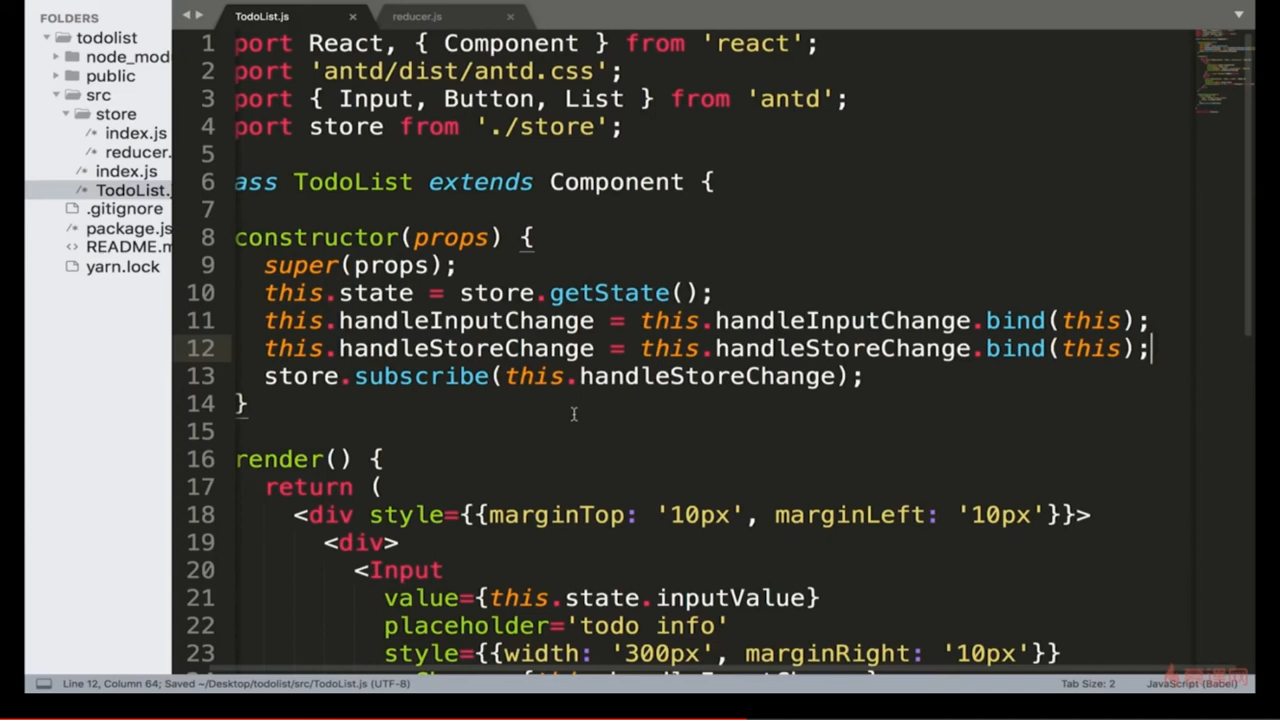 FOLDERS
todolist
node_mod
public
src
store
index.js
reducer.
index.js
TodoList.j
.gitignore
package.js
README.m
yarn.lock
TodoList.js
reducer.js
1 port React, { Component } from 'react';
2 port 'antd/dist/antd.css';
3 port { Input, Button, List } from 'antd';
4 port store from './store';
5
6 ass TodoList extends Component {
7
8 constructor(props) {
9 super(props);
10 this.state = store.getState();
11 this.handleInputChange = this.handleInputChange.bind(this);
12 this.handleStoreChange = this.handleStoreChange.bind(this);
13 store.subscribe(this.handleStoreChange);
14 }
15
16 render() {
17 return (
18 <div style={{marginTop: '10px', marginLeft: '10px'}}>
19 <div>
20 <Input
21 value={this.state.inputValue}
22 placeholder='todo info'
23 style={{width: '300px', marginRight: '10px'}}
Line 12, Column 64; Saved ~/Desktop/todolist/src/TodoList.js (UTF-8)
Tab Size: 2
JavaScript (Babel)